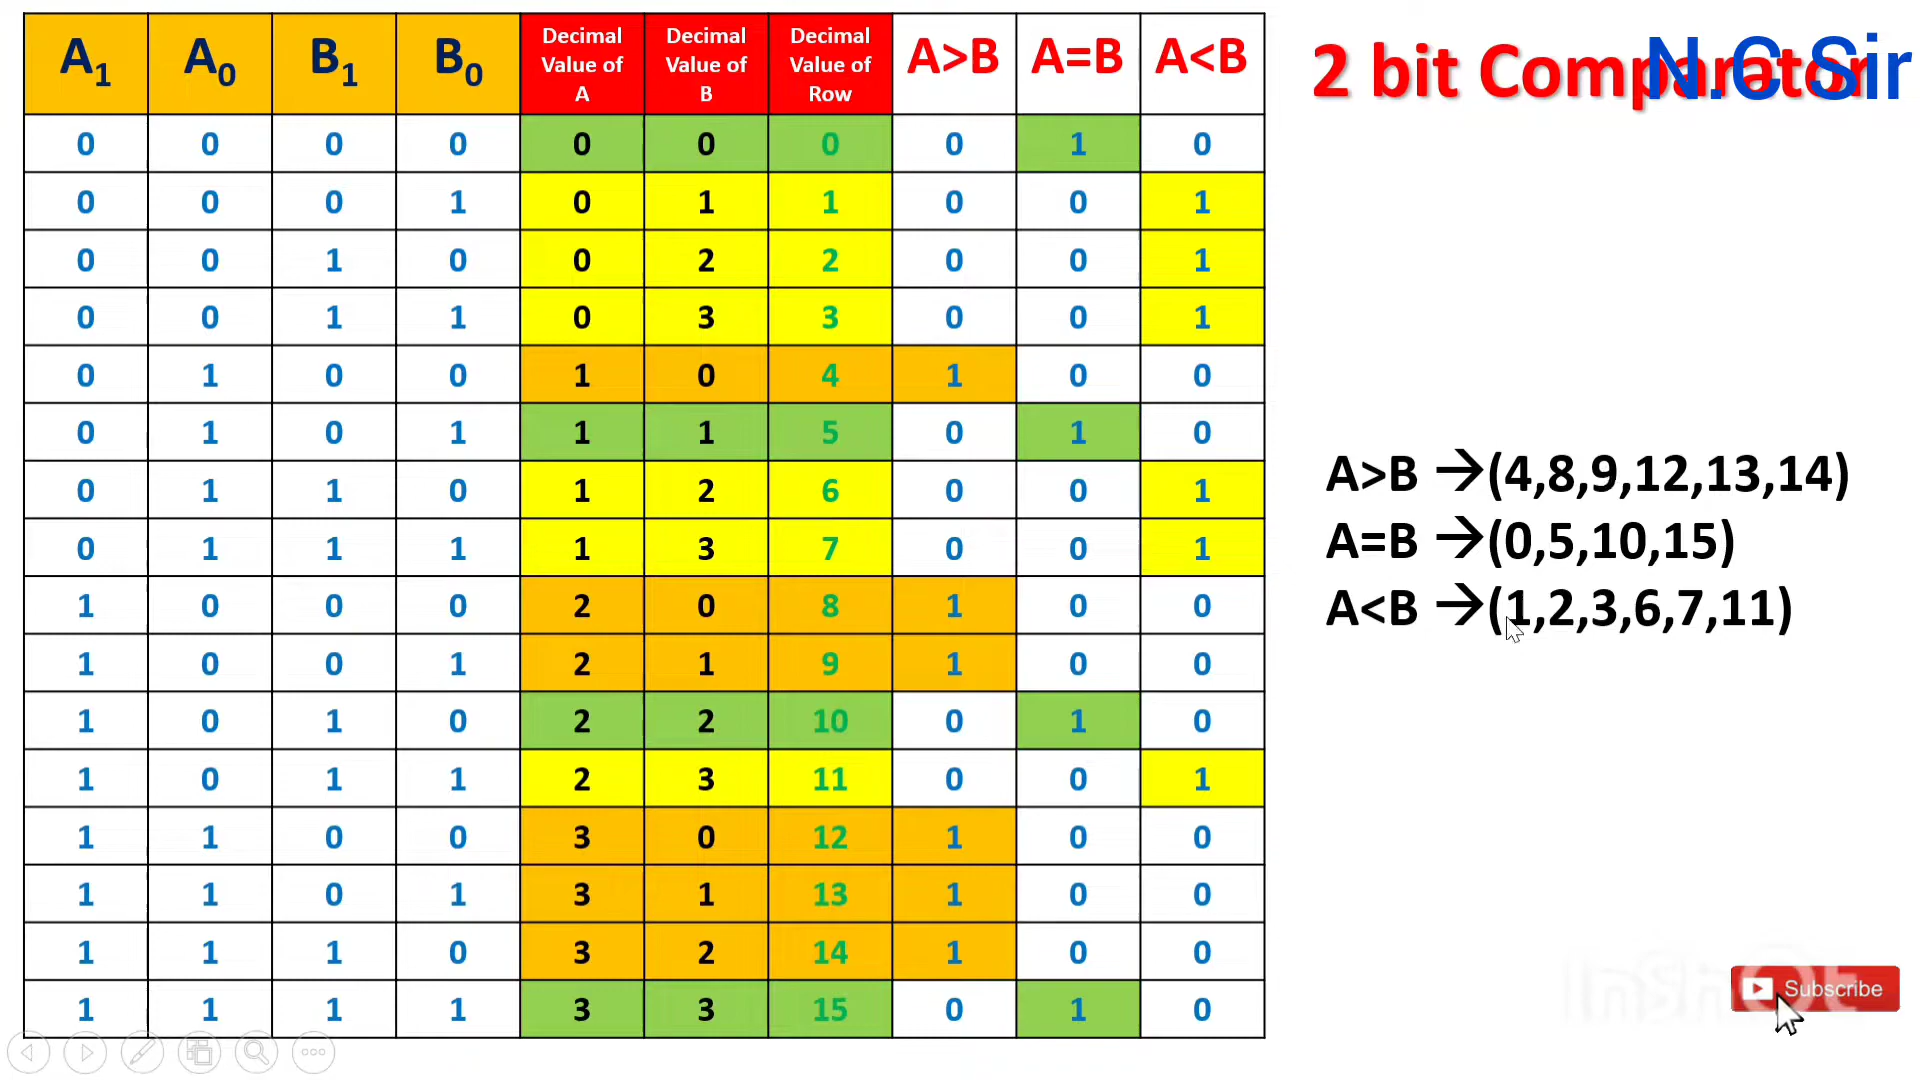 A1 A0 B1 B0 Decimal Value of A Decimal Value of B Decimal Value of Row A>B A=B A<B
0 0 0 0 0 0 0 0 1 0
0 0 0 1 0 1 1 0 0 1
0 0 1 0 0 2 2 0 0 1
0 0 1 1 0 3 3 0 0 1
0 1 0 0 1 0 4 1 0 0
0 1 0 1 1 1 5 0 1 0
0 1 1 0 1 2 6 0 0 1
0 1 1 1 1 3 7 0 0 1
1 0 0 0 2 0 8 1 0 0
1 0 0 1 2 1 9 1 0 0
1 0 1 0 2 2 10 0 1 0
1 0 1 1 2 3 11 0 0 1
1 1 0 0 3 0 12 1 0 0
1 1 0 1 3 1 13 1 0 0
1 1 1 0 3 2 14 1 0 0
1 1 1 1 3 3 15 0 1 0
2 bit Comparator
N.C Sir
A>B →(4,8,9,12,13,14)
A=B →(0,5,10,15)
A<B →(1,2,3,6,7,11)
InShOt
Subscribe